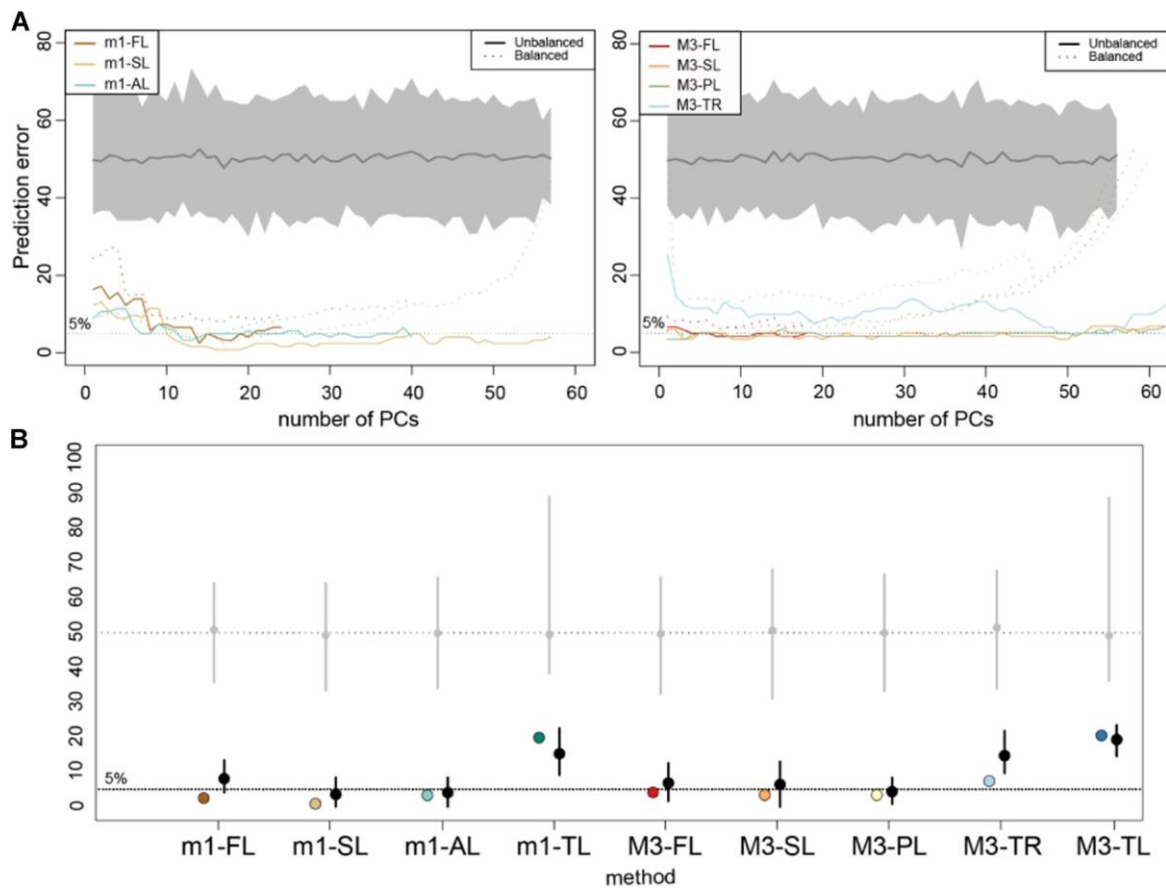 A
m1-FL
m1-SL
m1-AL
Unbalanced
Balanced
80
60
40
20
0
Prediction error
5%
0 10 20 30 40 50 60
number of PCs
M3-FL
M3-SL
M3-PL
M3-TR
Unbalanced
Balanced
80
60
40
20
0
5%
0 10 20 30 40 50 60
number of PCs
B
100
90
80
70
60
50
40
30
20
10
0
5%
m1-FL m1-SL m1-AL m1-TL M3-FL M3-SL M3-PL M3-TR M3-TL
method